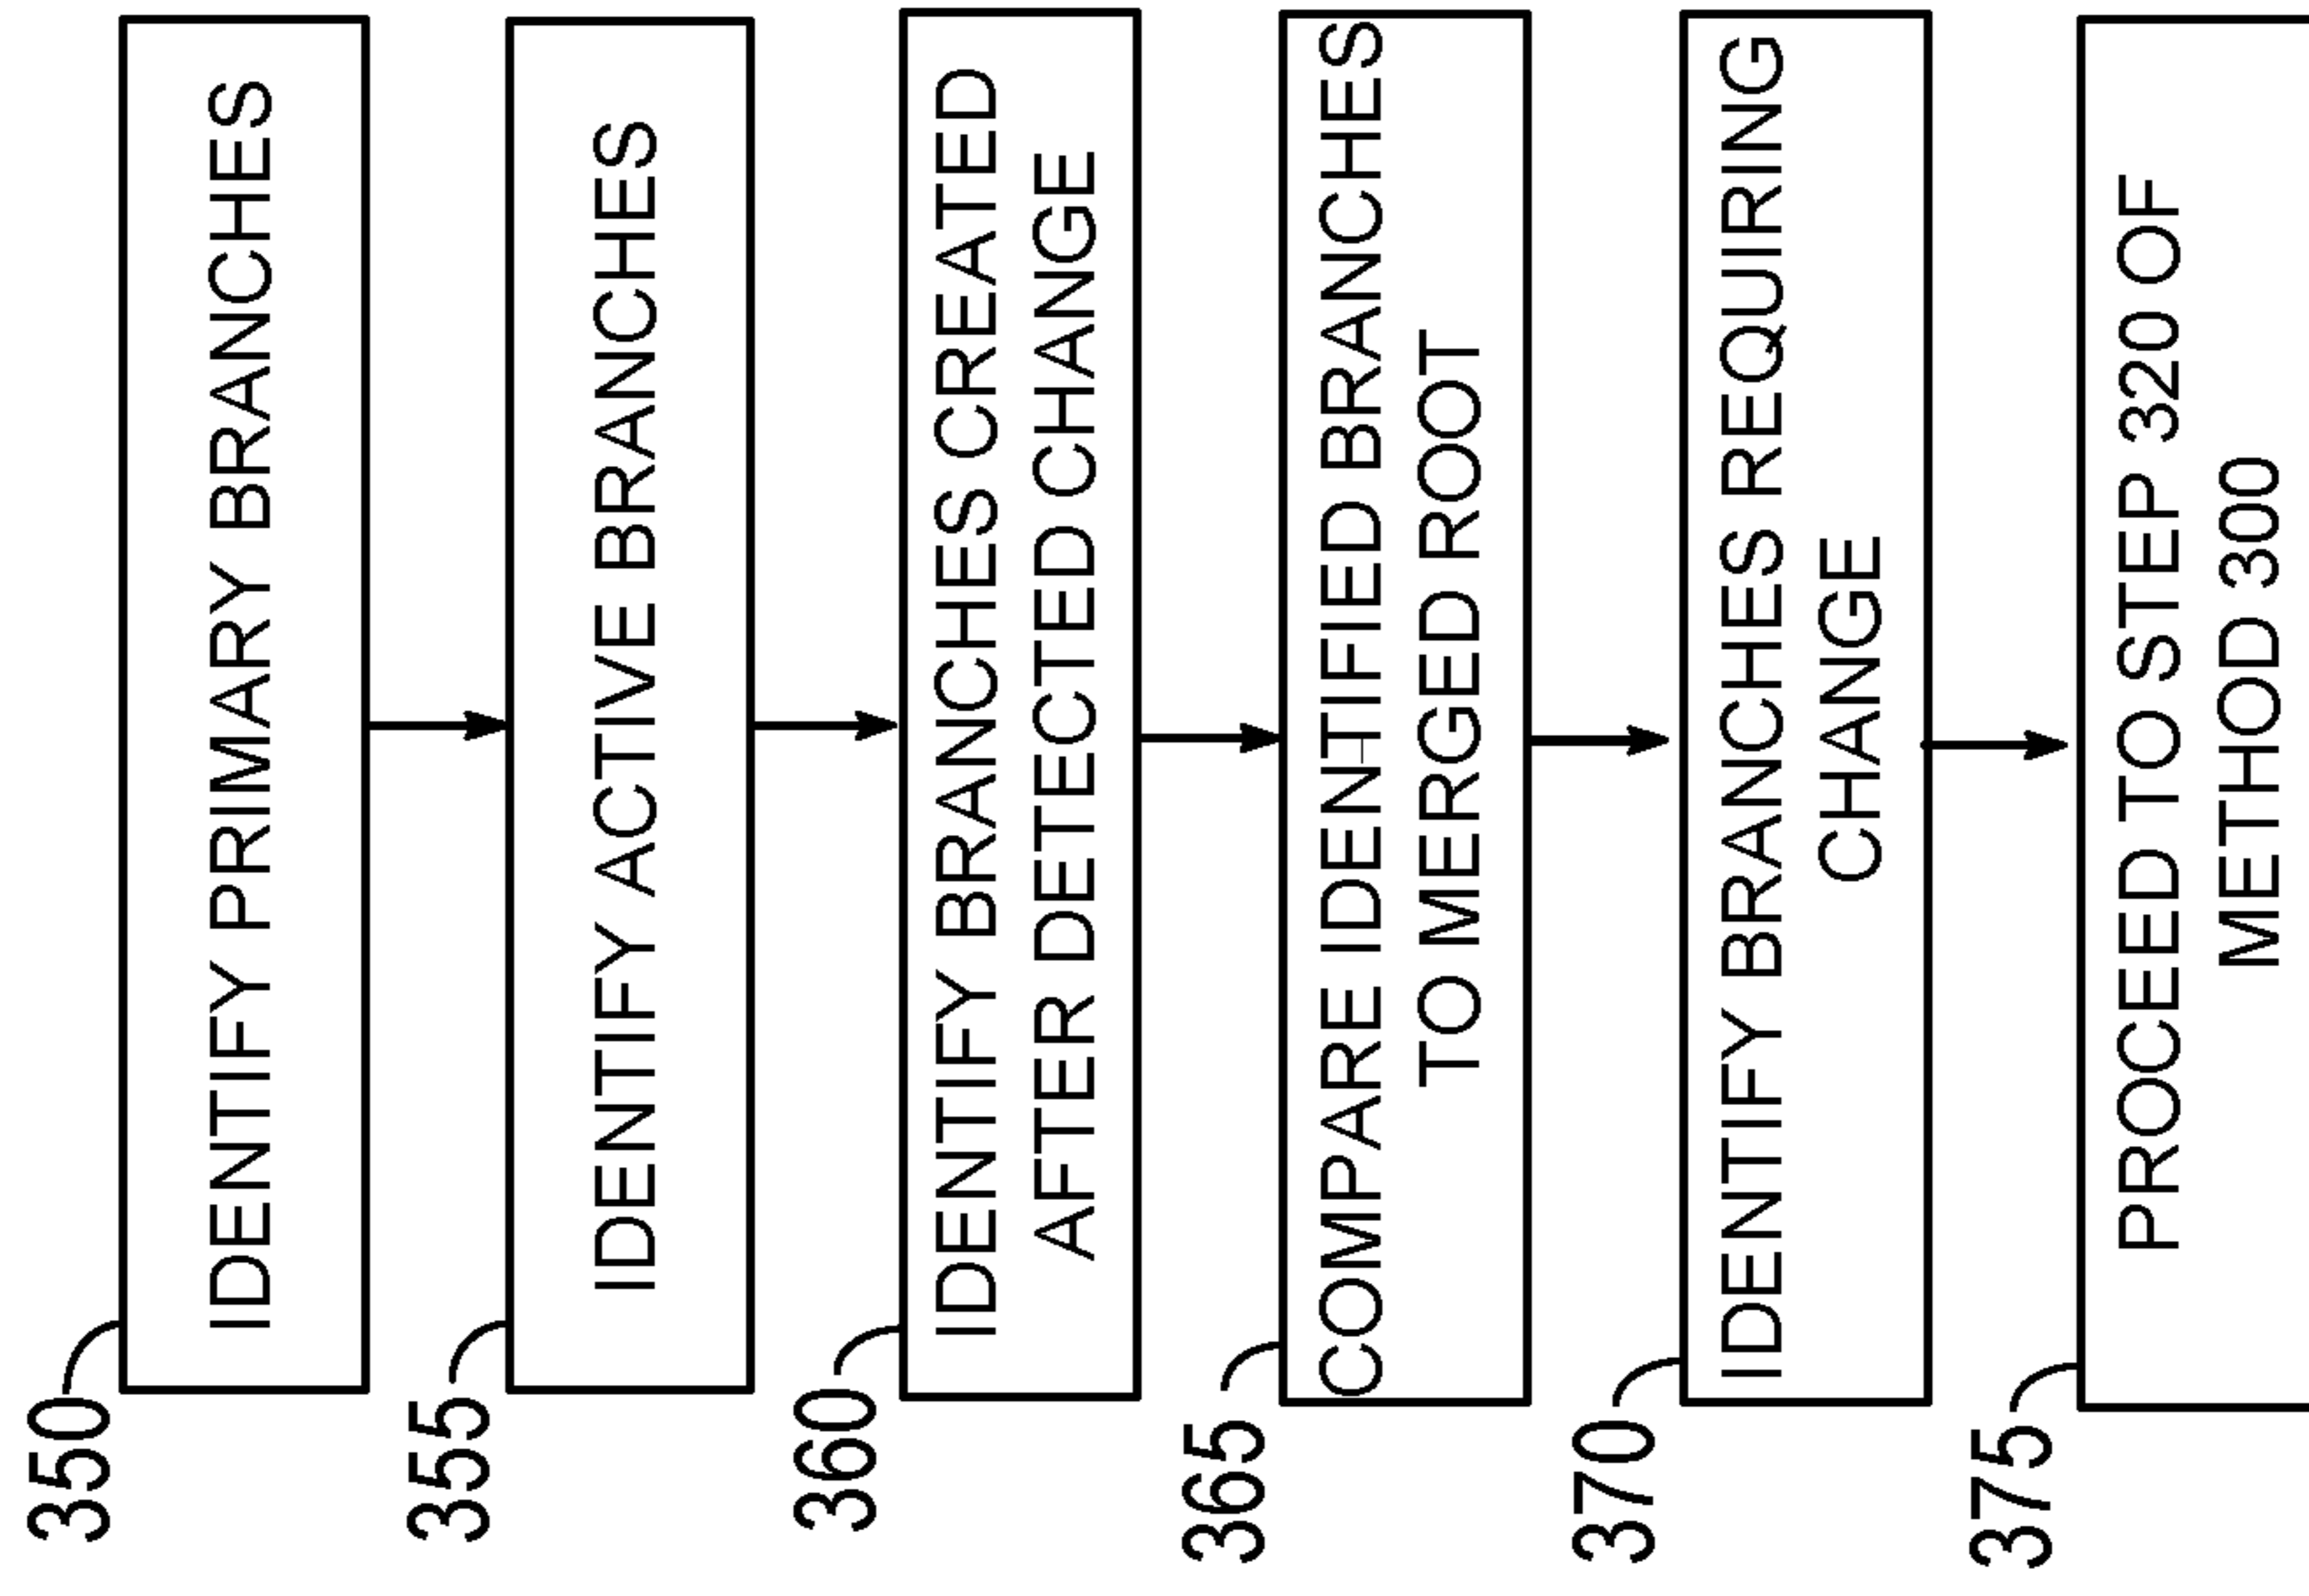 350
IDENTIFY PRIMARY BRANCHES
355
IDENTIFY ACTIVE BRANCHES
360
IDENTIFY BRANCHES CREATED
AFTER DETECTED CHANGE
365
COMPARE IDENTIFIED BRANCHES
TO MERGED ROOT
370
IDENTIFY BRANCHES REQUIRING
CHANGE
375
PROCEED TO STEP 320 OF
METHOD 300